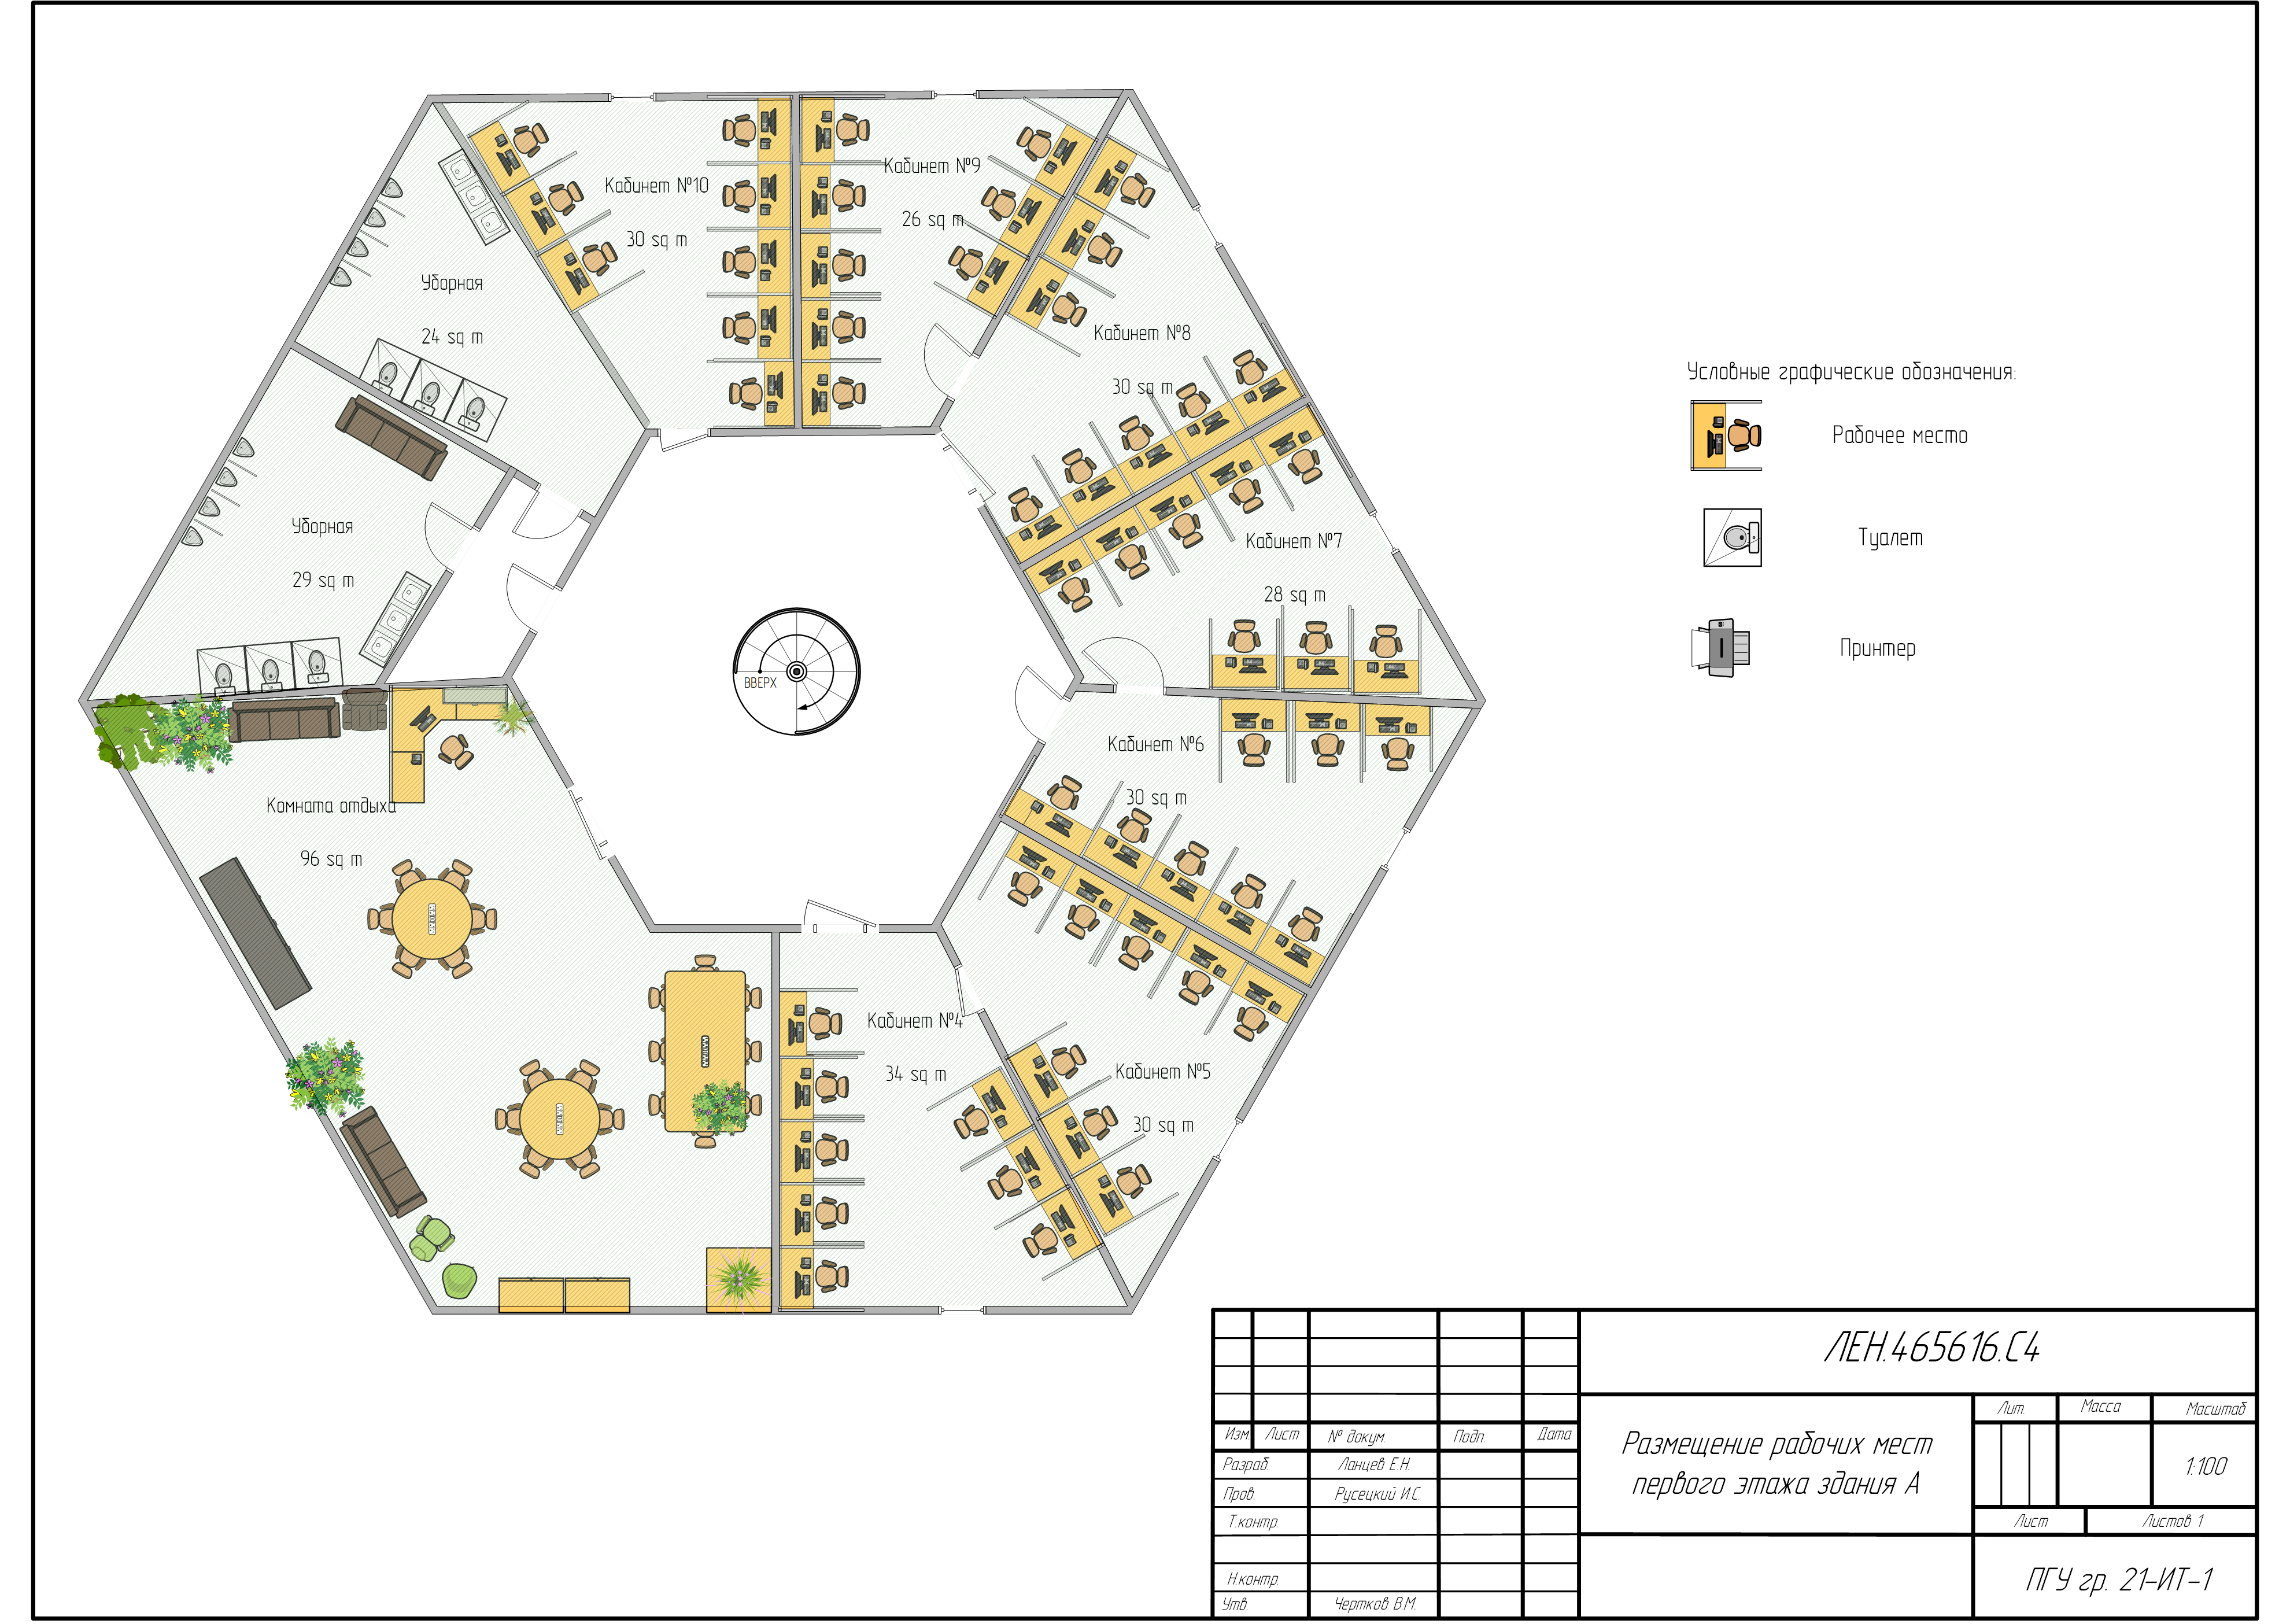 Кабинет №10
30 sq m
Кабинет №9
26 sq m
Уборная
24 sq m
Кабинет №8
30 sq m
Уборная
29 sq m
Кабинет №7
28 sq m
ВВЕРХ
Кабинет №6
30 sq m
Комната отдыха
96 sq m
Кабинет №4
34 sq m
Кабинет №5
30 sq m
Условные графические обозначения:
Рабочее место
Туалет
Принтер
ЛЕН.465616.С4
Изм. Лист № докум. Подп. Дата
Разраб. Ланцев Е.Н.
Пров. Русецкий И.С.
Т.контр.
Н.контр.
Утв. Чертков В.М.
Размещение рабочих мест
первого этажа здания А
Лит. Масса Масштаб
1:100
Лист Листов 1
ПГУ гр. 21-ИТ-1